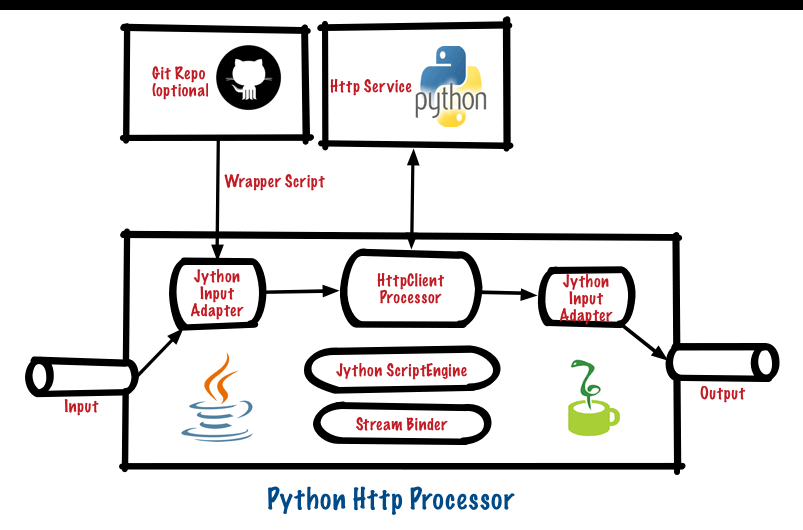 Git Repo
(optional
Http Service
python
Wrapper Script
Jython
Input
Adapter
HttpClient
Processor
Jython
Input
Adapter
Jython ScriptEngine
Stream Binder
Input
Output
Python Http Processor